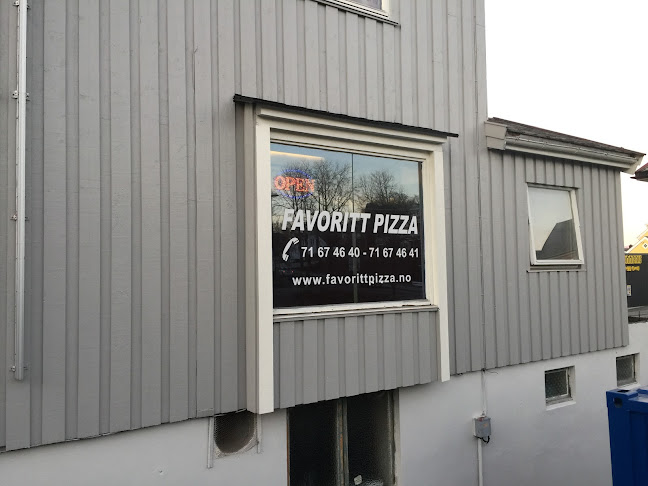 OPEN
FAVORITT PIZZA
71 67 46 40 - 71 67 46 41
www.favorittpizza.no